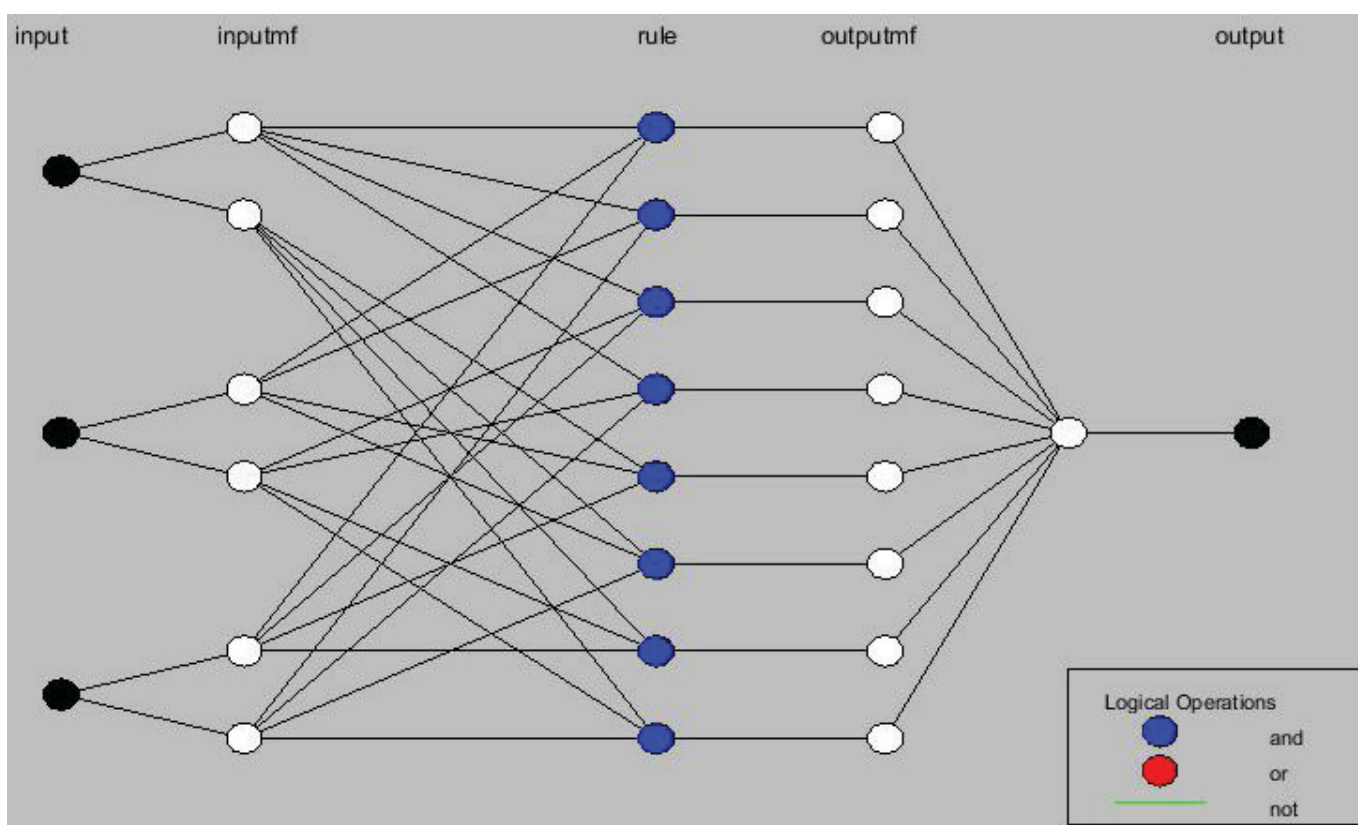 input inputmf rule outputmf output
Logical Operations
and
or
not